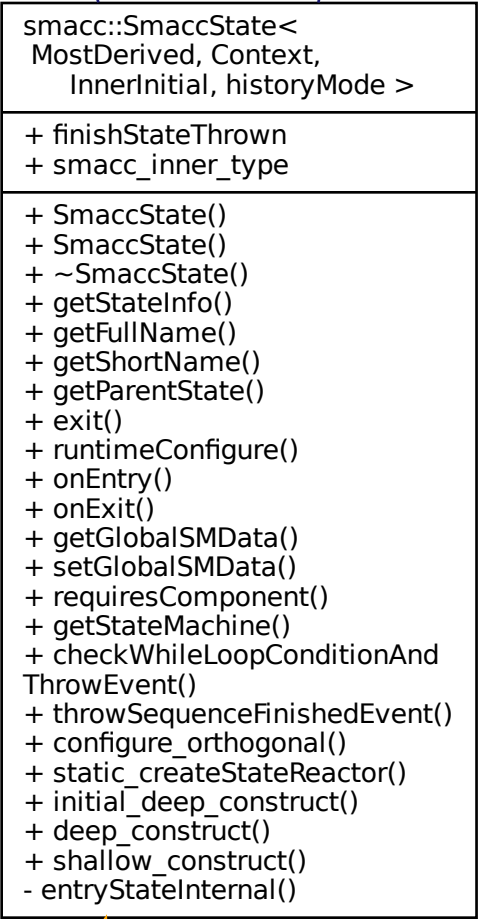 smacc::SmaccState<
MostDerived, Context,
InnerInitial, historyMode >
+ finishStateThrown
+ smacc_inner_type
+ SmaccState()
+ SmaccState()
+ ~SmaccState()
+ getStateInfo()
+ getFullName()
+ getShortName()
+ getParentState()
+ exit()
+ runtimeConfigure()
+ onEntry()
+ onExit()
+ getGlobalSMData()
+ setGlobalSMData()
+ requiresComponent()
+ getStateMachine()
+ checkWhileLoopConditionAnd
ThrowEvent()
+ throwSequenceFinishedEvent()
+ configure_orthogonal()
+ static_createStateReactor()
+ initial_deep_construct()
+ deep_construct()
+ shallow_construct()
- entryStateInternal()